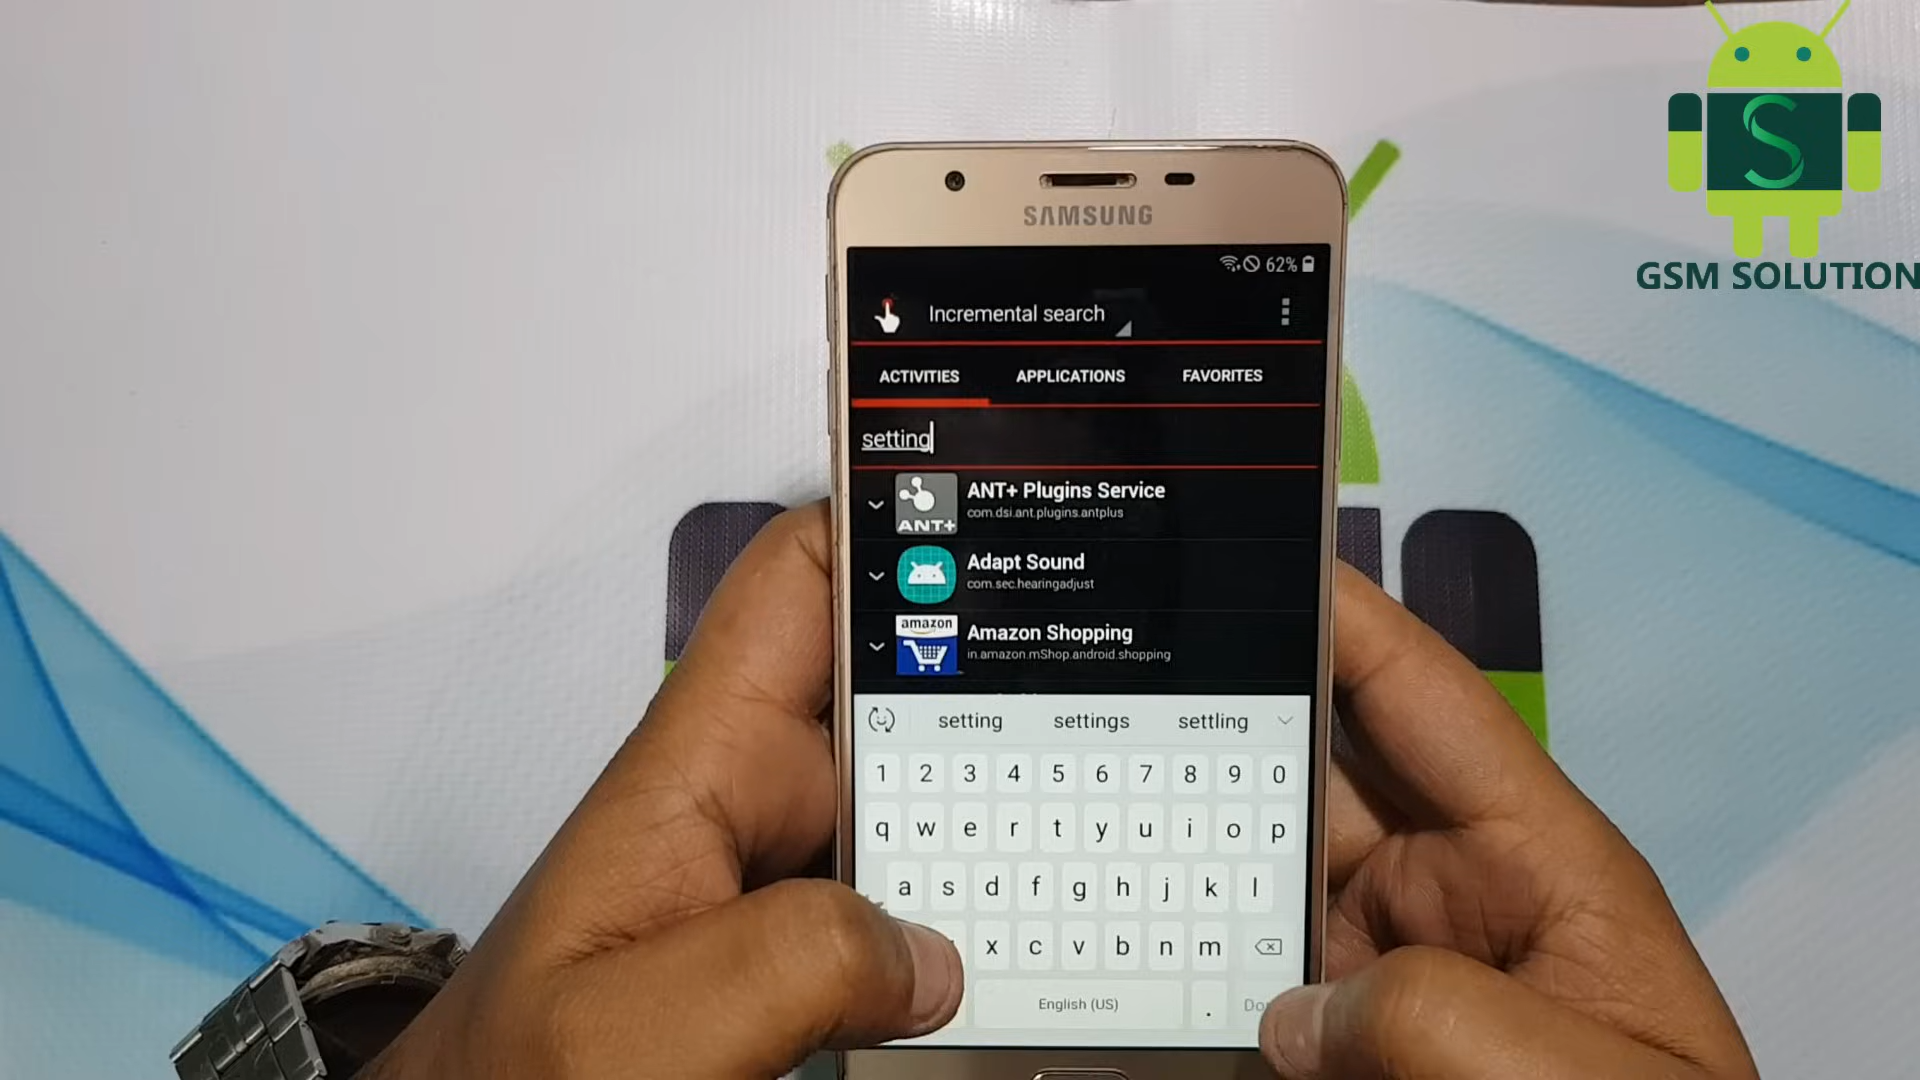 GSM SOLUTION
S
SAMSUNG
62%
Incremental search
ACTIVITIES APPLICATIONS FAVORITES
setting
ANT+
ANT+ Plugins Service
com.dsi.ant.plugins.antplus
Adapt Sound
com.sec.hearingadjust
amazon
Amazon Shopping
in.amazon.mShop.android.shopping
setting settings settling
1 2 3 4 5 6 7 8 9 0
q w e r t y u i o p
a s d f g h j k l
x c v b n m
English (US) .